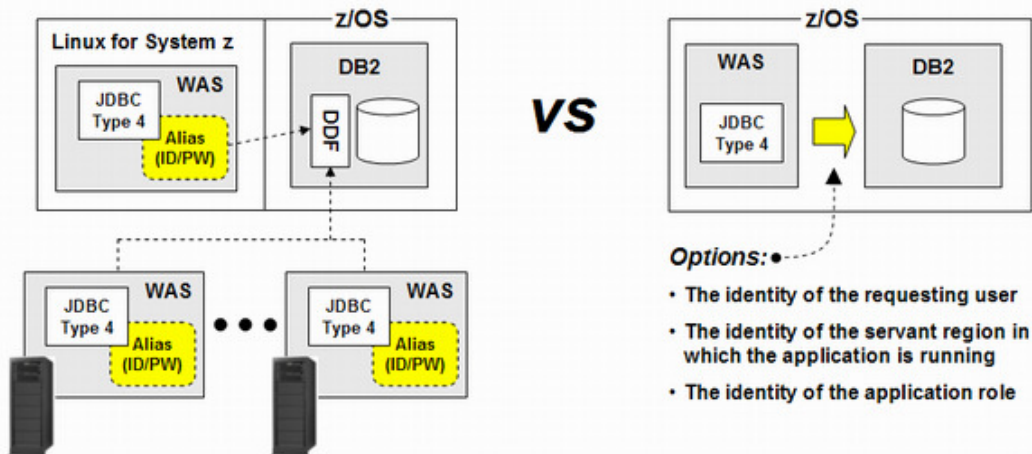 Linux for System z
WAS
JDBC
Type 4
Alias
(ID/PW)
z/OS
DB2
DDF
WAS
JDBC
Type 4
Alias
(ID/PW)
WAS
JDBC
Type 4
Alias
(ID/PW)
vs
z/OS
WAS
JDBC
Type 4
DB2
Options:
• The identity of the requesting user
• The identity of the servant region in
which the application is running
• The identity of the application role